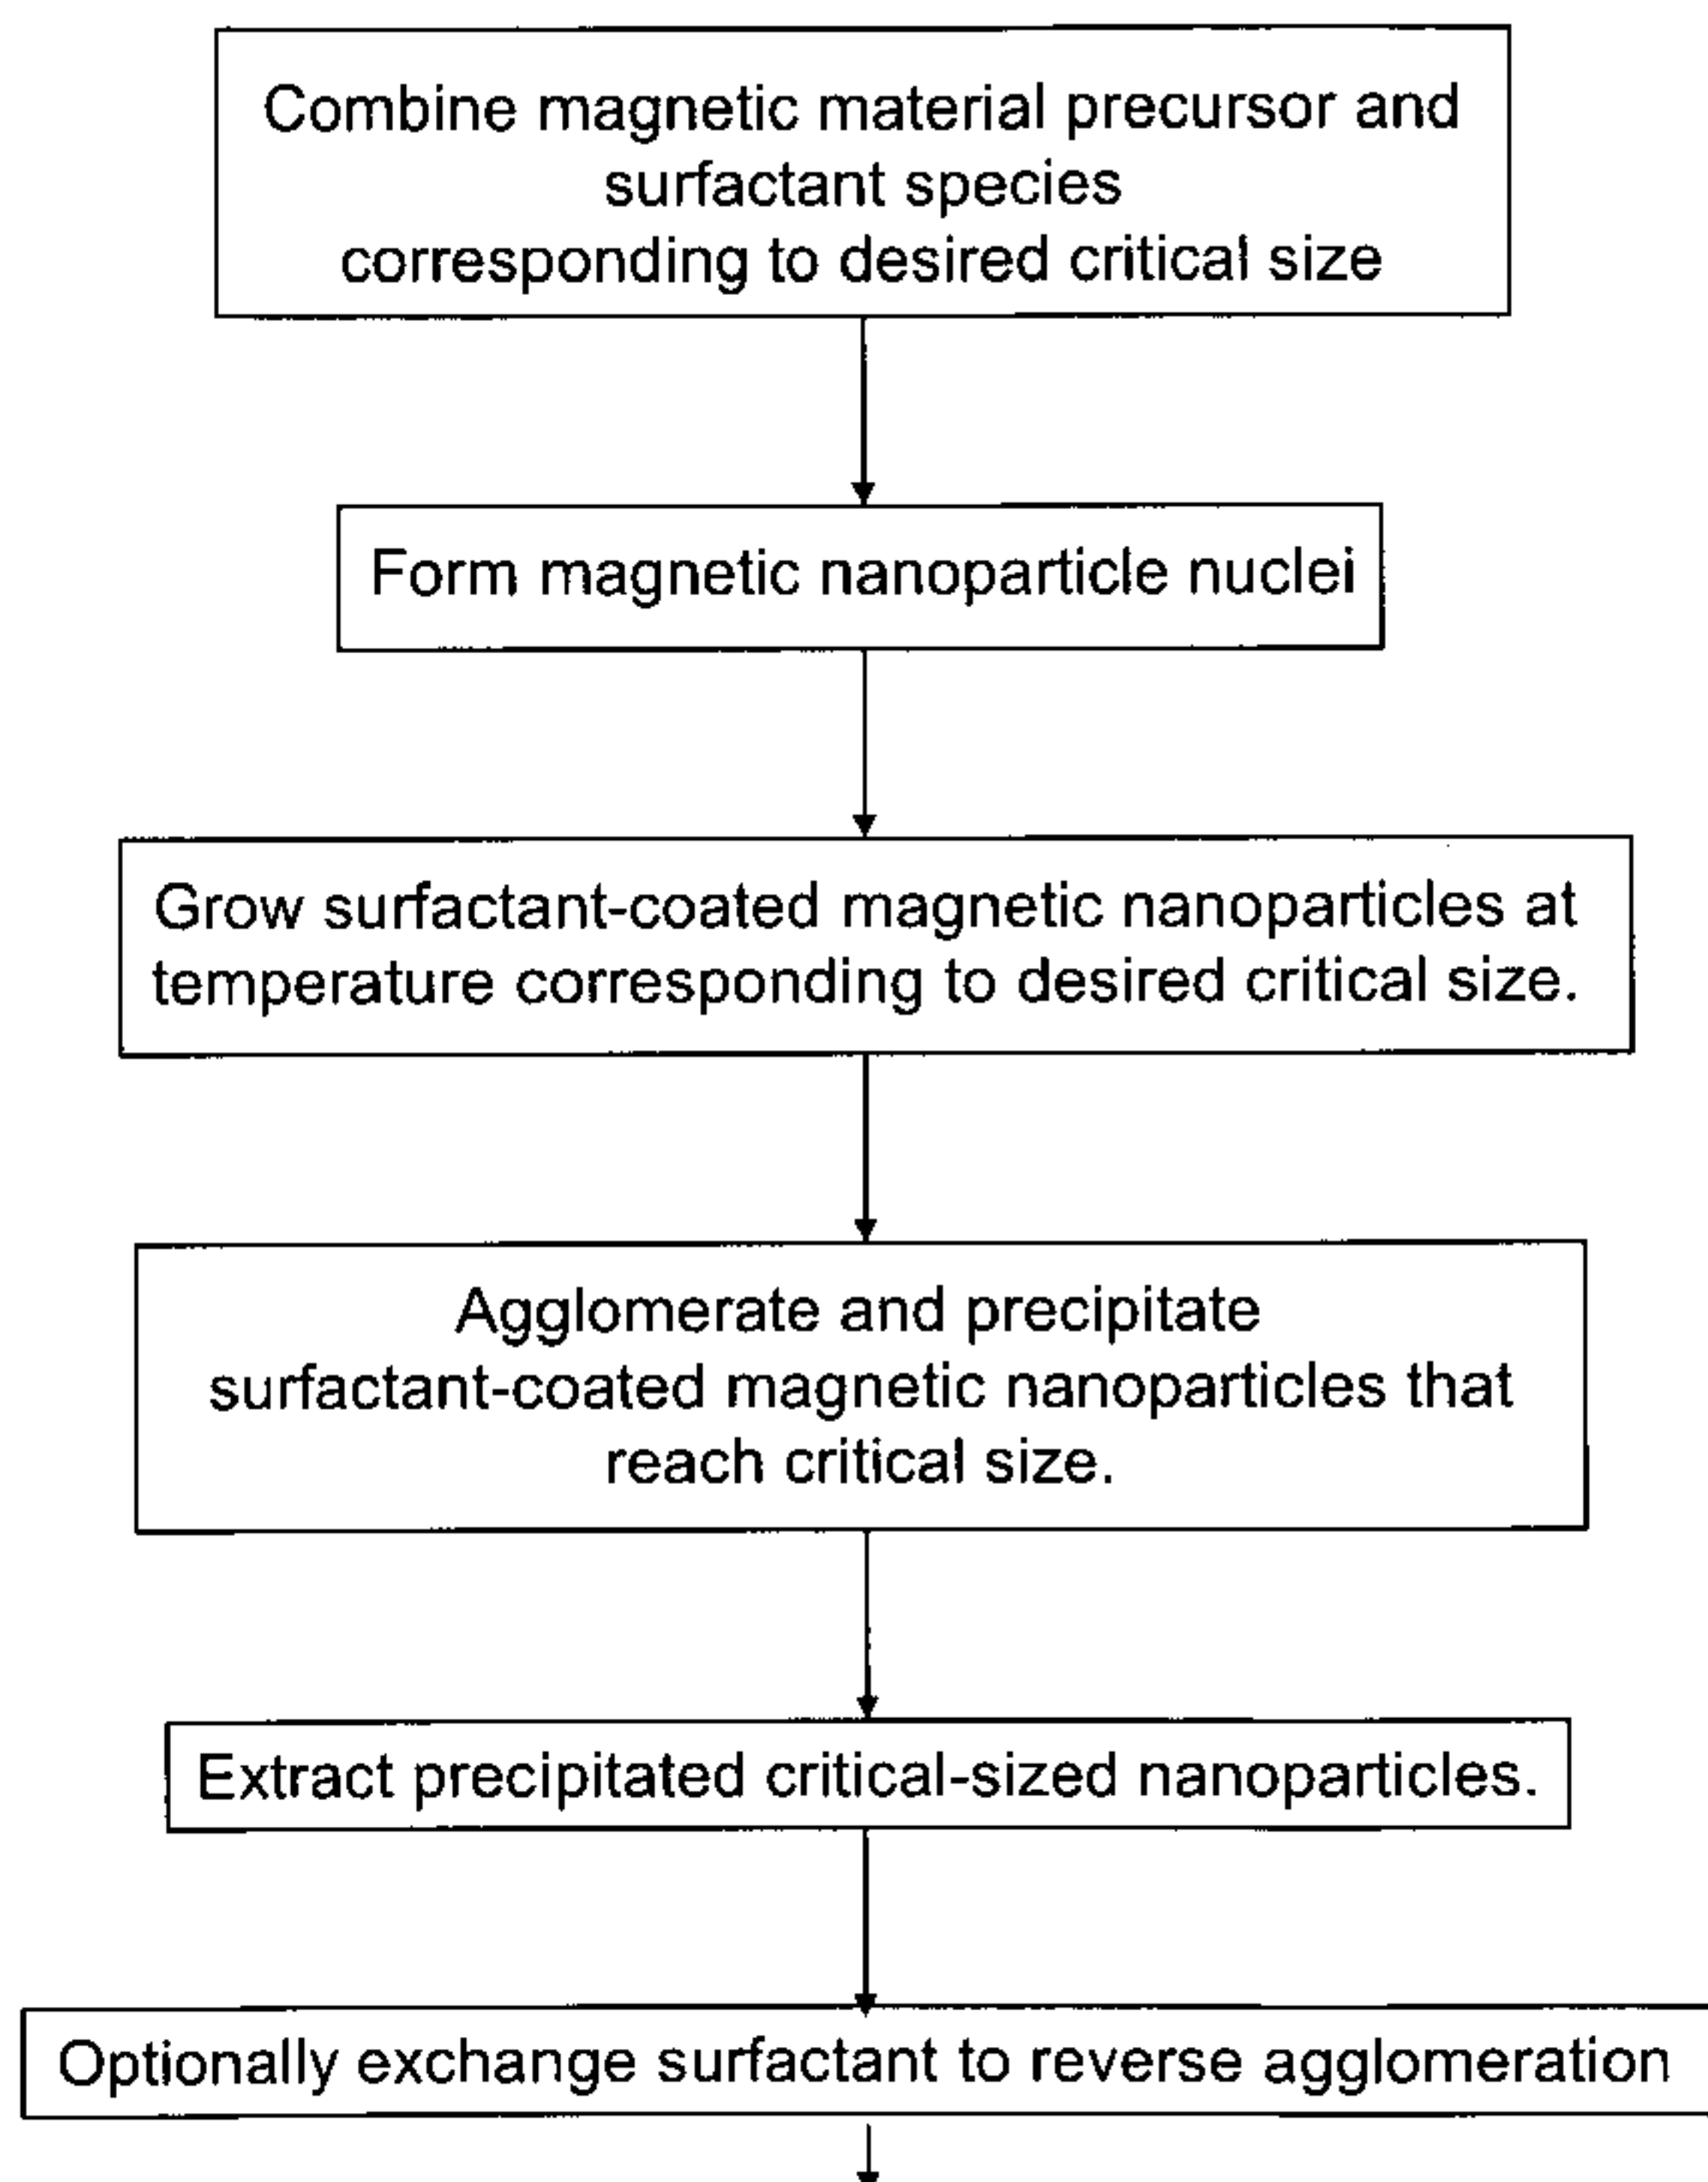 Combine magnetic material precursor and
surfactant species
corresponding to desired critical size
Form magnetic nanoparticle nuclei
Grow surfactant-coated magnetic nanoparticles at
temperature corresponding to desired critical size.
Agglomerate and precipitate
surfactant-coated magnetic nanoparticles that
reach critical size.
Extract precipitated critical-sized nanoparticles.
Optionally exchange surfactant to reverse agglomeration